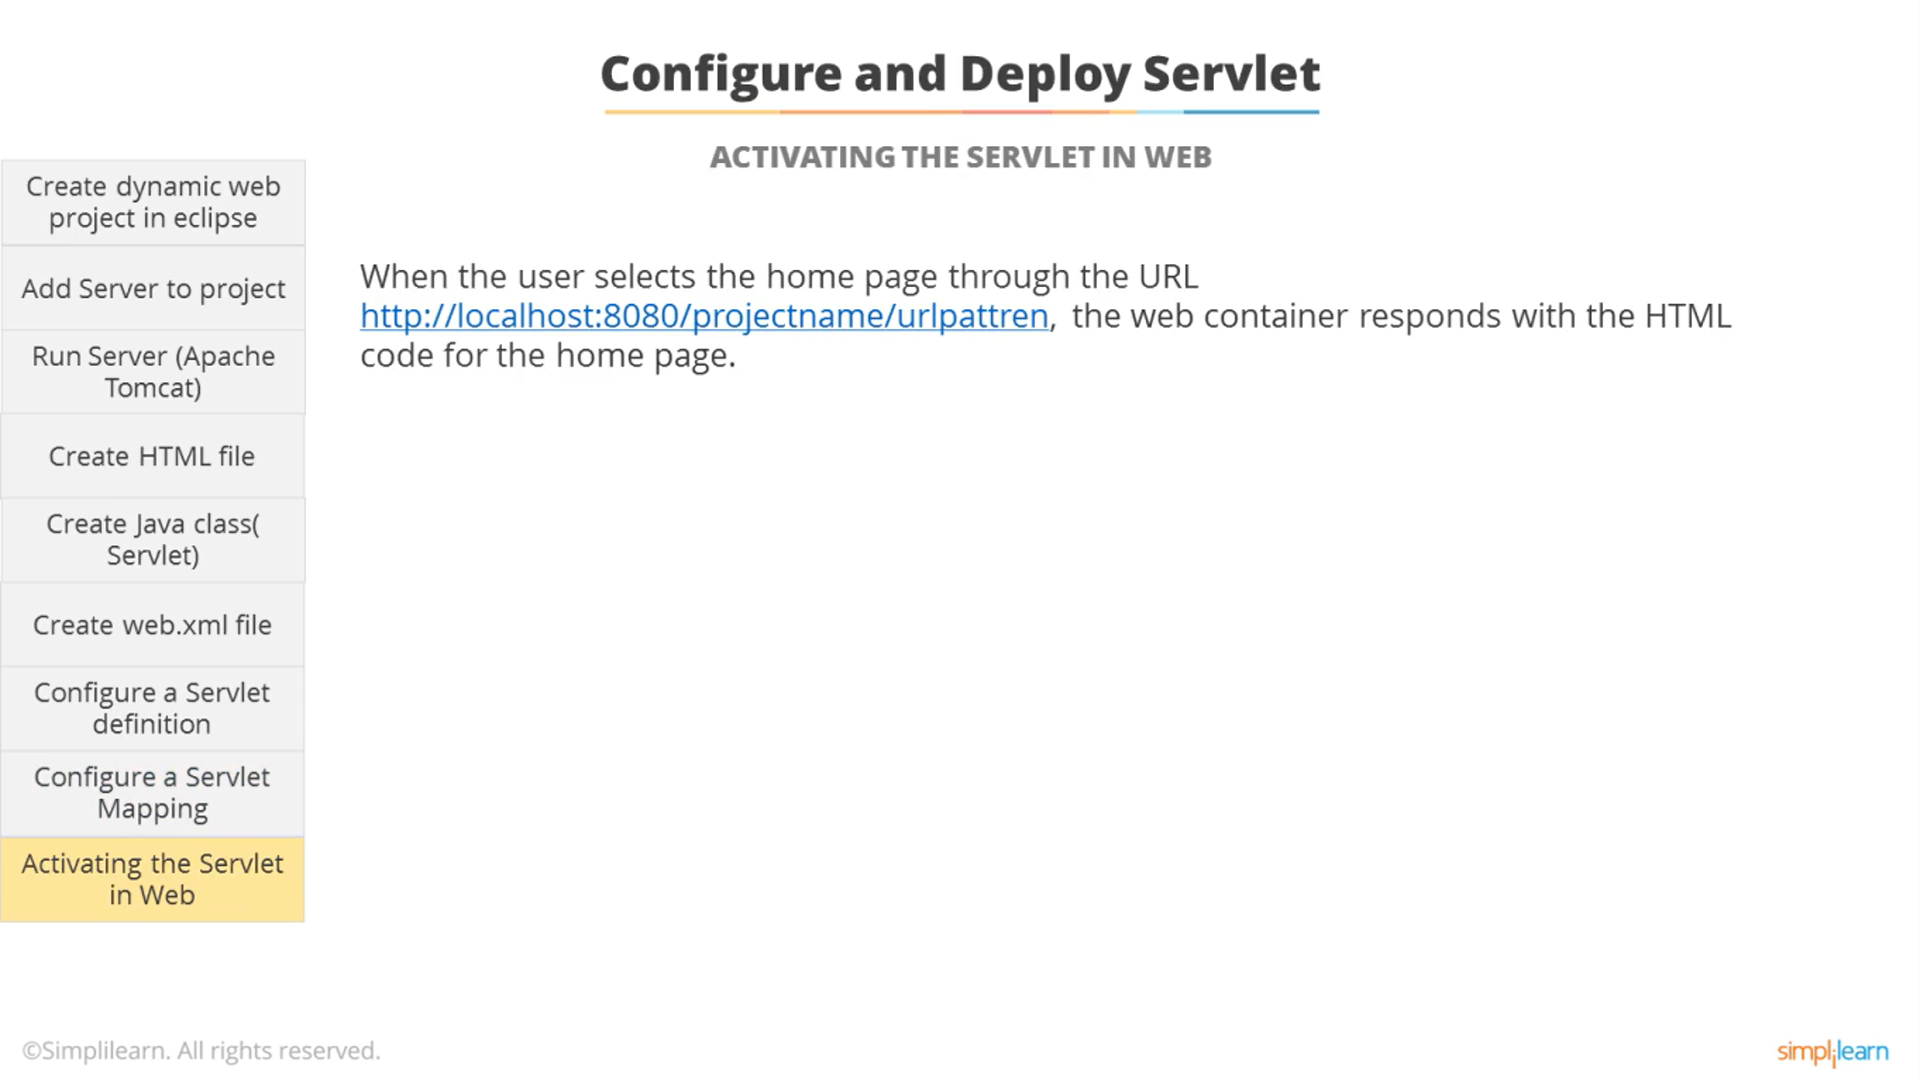 Configure and Deploy Servlet
ACTIVATING THE SERVLET IN WEB
Create dynamic web
project in eclipse
Add Server to project
Run Server (Apache
Tomcat)
Create HTML file
Create Java class(
Servlet)
Create web.xml file
Configure a Servlet
definition
Configure a Servlet
Mapping
Activating the Servlet
in Web
When the user selects the home page through the URL
http://localhost:8080/projectname/urlpattren, the web container responds with the HTML
code for the home page.
©Simplilearn. All rights reserved.
simplilearn